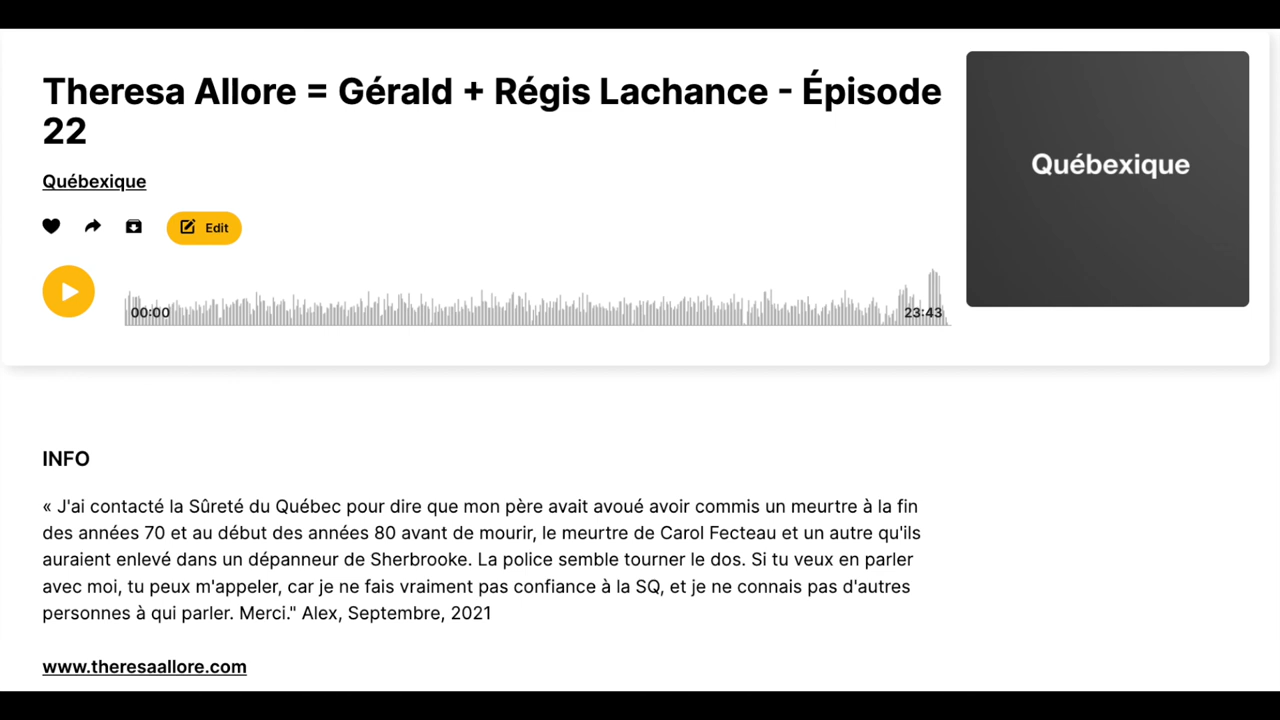 Theresa Allore = Gérald + Régis Lachance - Épisode
22
Québexique
Québexique
Edit
00:00
23:43
INFO
« J'ai contacté la Sûreté du Québec pour dire que mon père avait avoué avoir commis un meurtre à la fin
des années 70 et au début des années 80 avant de mourir, le meurtre de Carol Fecteau et un autre qu'ils
auraient enlevé dans un dépanneur de Sherbrooke. La police semble tourner le dos. Si tu veux en parler
avec moi, tu peux m'appeler, car je ne fais vraiment pas confiance à la SQ, et je ne connais pas d'autres
personnes à qui parler. Merci." Alex, Septembre, 2021
www.theresaallore.com